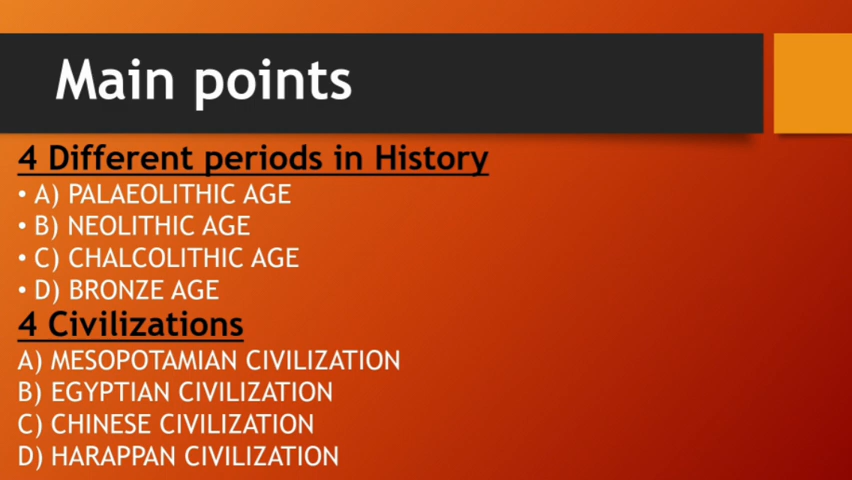 Main points
4 Different periods in History
• A) PALAEOLITHIC AGE
• B) NEOLITHIC AGE
• C) CHALCOLITHIC AGE
• D) BRONZE AGE
4 Civilizations
A) MESOPOTAMIAN CIVILIZATION
B) EGYPTIAN CIVILIZATION
C) CHINESE CIVILIZATION
D) HARAPPAN CIVILIZATION